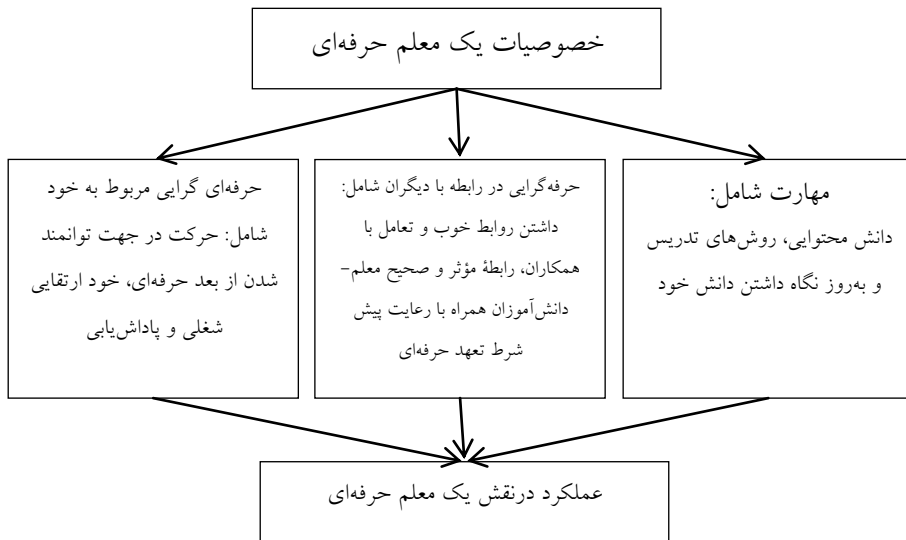 خصوصیات یک معلم حرفه‌ای
مهارت شامل:
دانش محتوایی، روش‌های تدریس
و به‌روز نگاه داشتن دانش خود
حرفه‌گرایی در رابطه با دیگران شامل:
داشتن روابط خوب و تعامل با
همکاران، رابطهٔ مؤثر و صحیح معلم-
دانش‌آموزان همراه با رعایت پیش
شرط تعهد حرفه‌ای
حرفه‌ای گرایی مربوط به خود
شامل: حرکت در جهت توانمند
شدن از بعد حرفه‌ای، خود ارتقایی
شغلی و پاداش‌یابی
عملکرد درنقش یک معلم حرفه‌ای